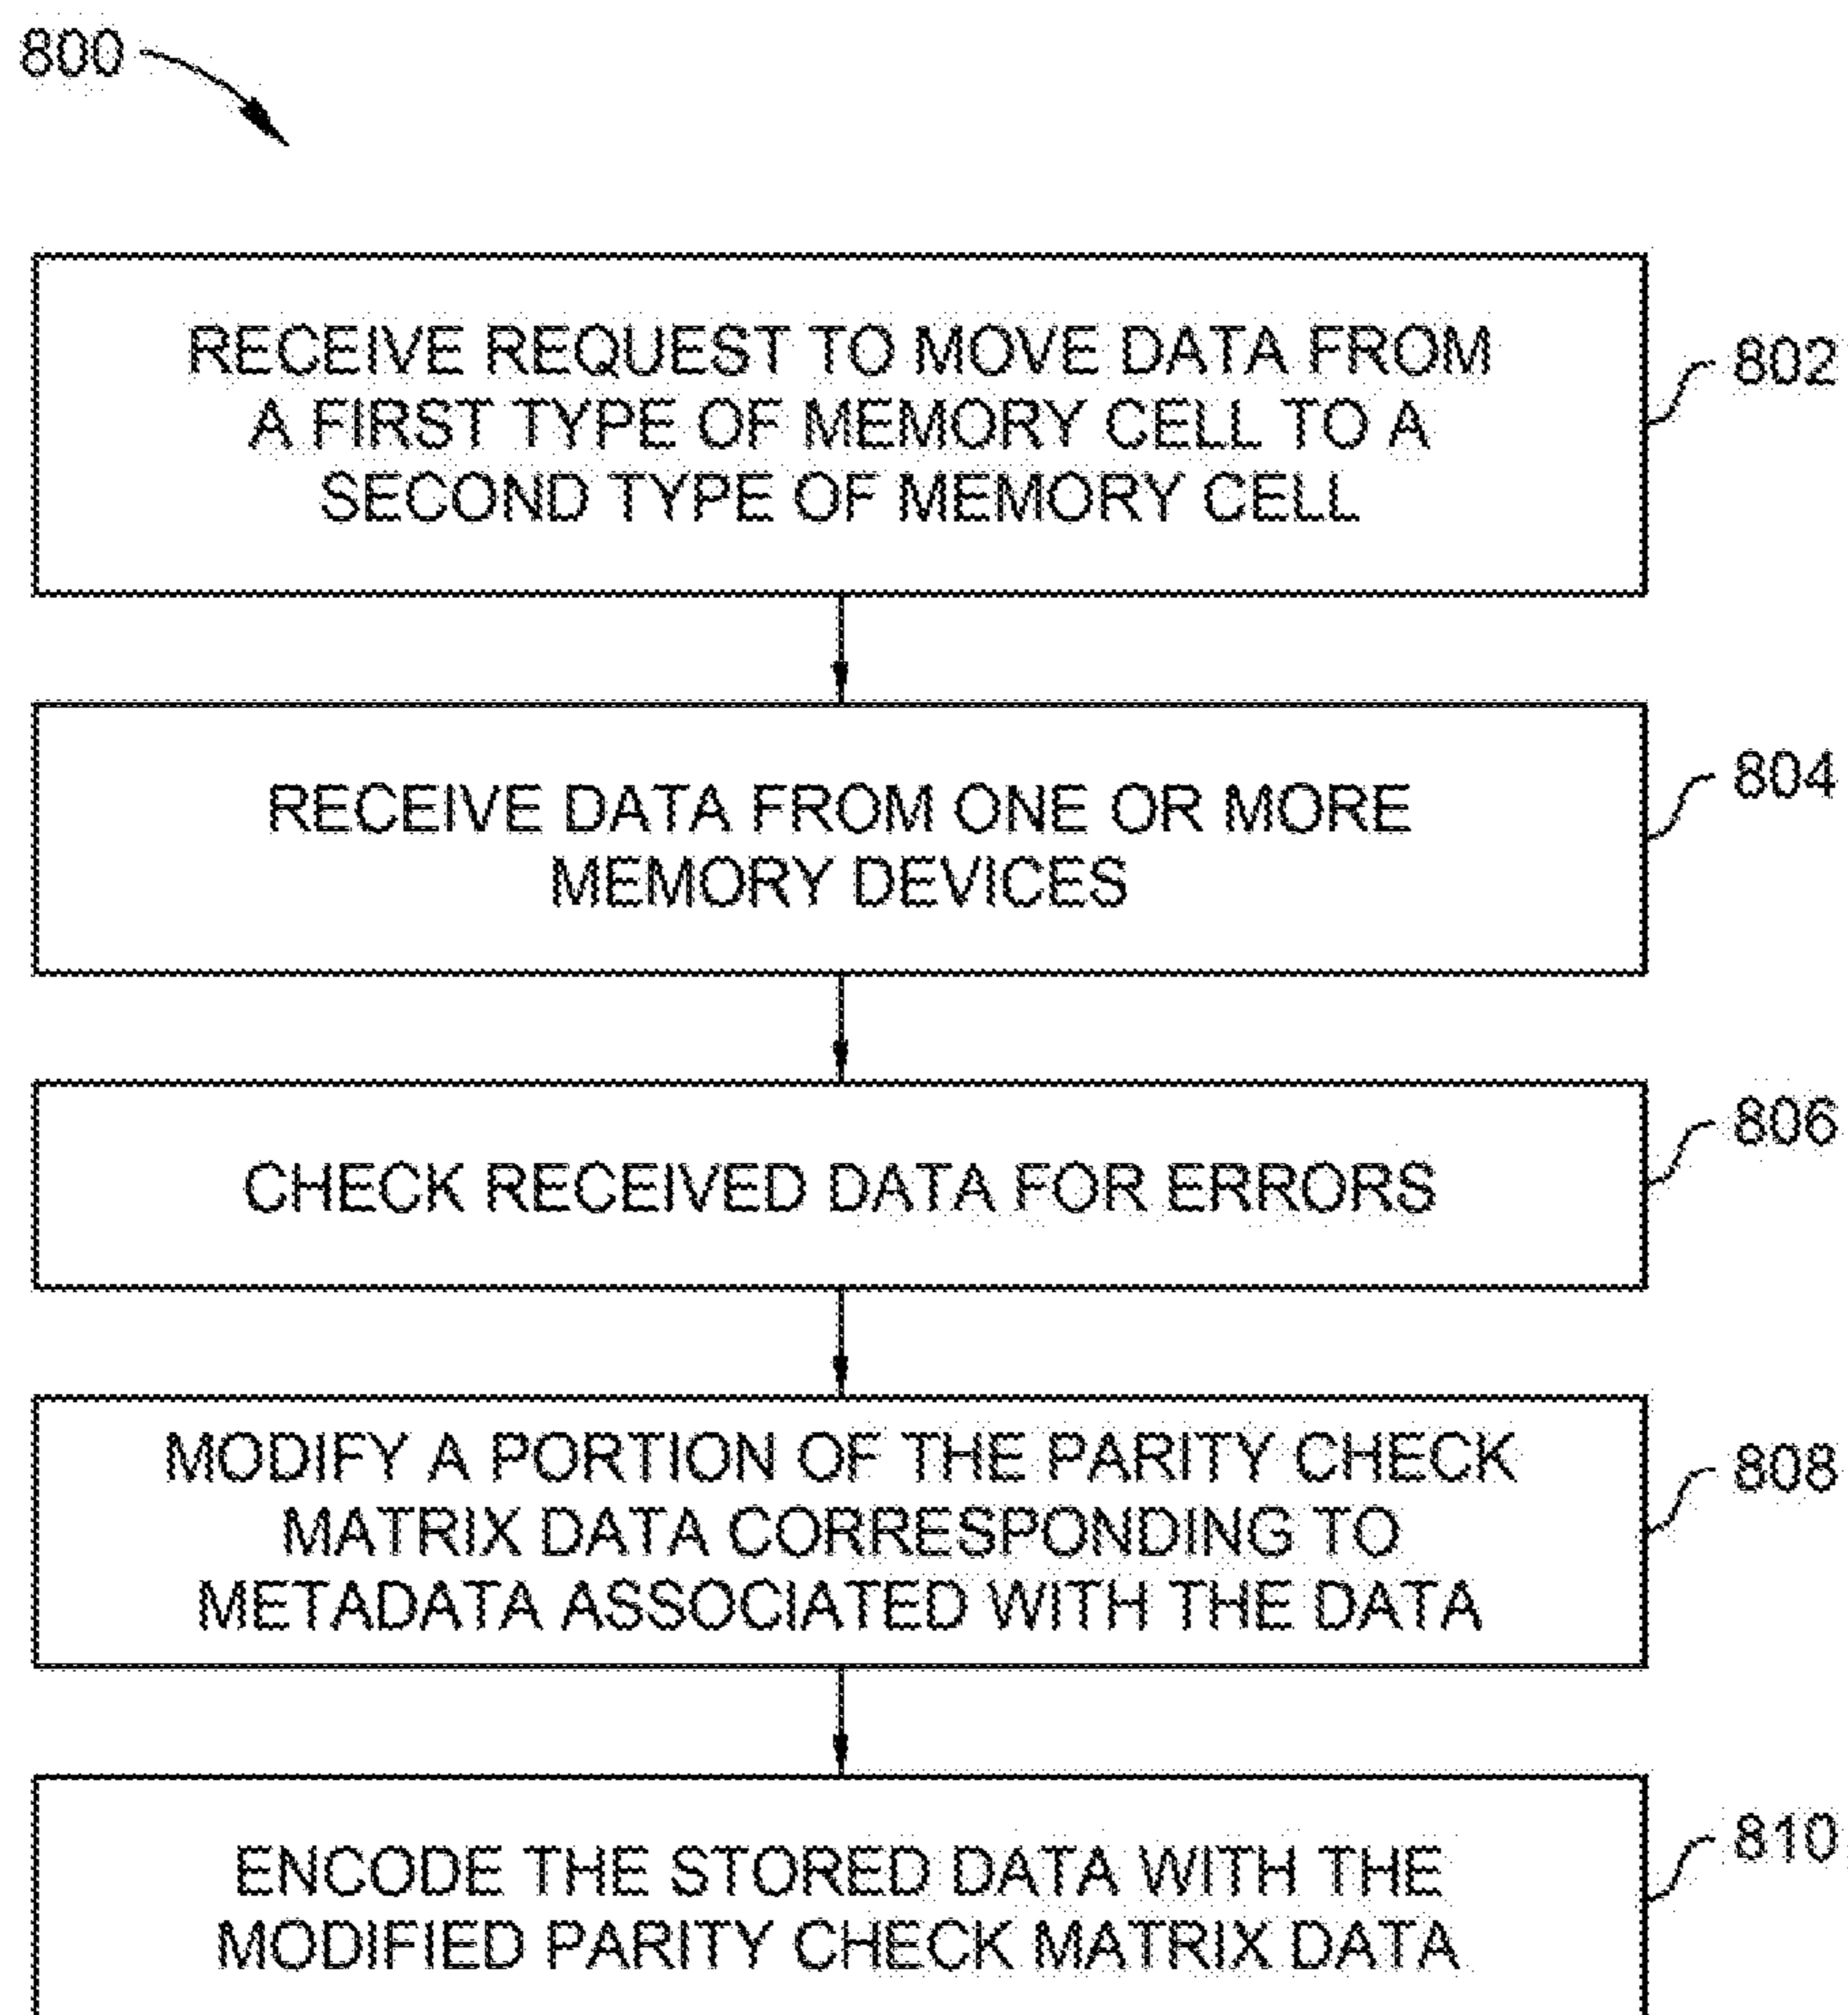 800
RECEIVE REQUEST TO MOVE DATA FROM
A FIRST TYPE OF MEMORY CELL TO A
SECOND TYPE OF MEMORY CELL
802
RECEIVE DATA FROM ONE OR MORE
MEMORY DEVICES
804
CHECK RECEIVED DATA FOR ERRORS
806
MODIFY A PORTION OF THE PARITY CHECK
MATRIX DATA CORRESPONDING TO
METADATA ASSOCIATED WITH THE DATA
808
ENCODE THE STORED DATA WITH THE
MODIFIED PARITY CHECK MATRIX DATA
810